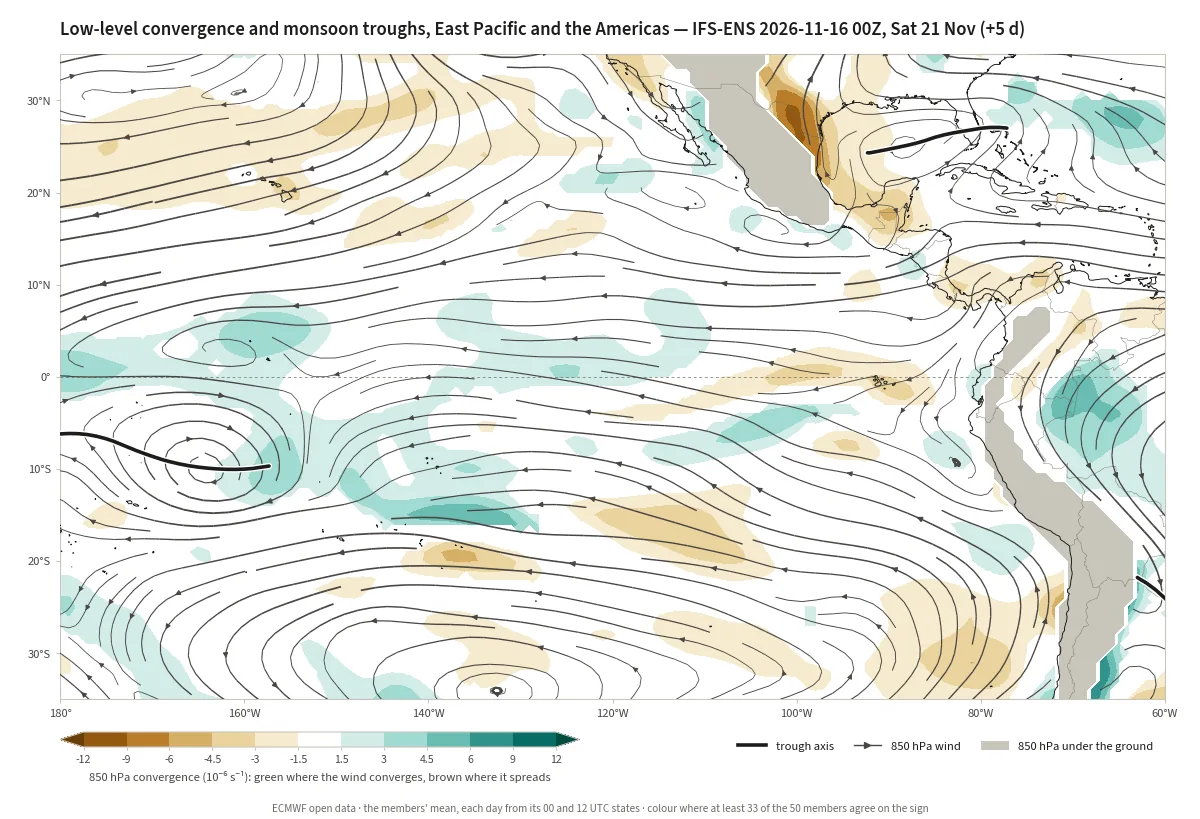 Low-level convergence and monsoon troughs, East Pacific and the Americas — IFS-ENS 2026-11-16 00Z, Sat 21 Nov (+5 d)
30°N
20°N
10°N
0°
10°S
20°S
30°S
180° 160°W 140°W 120°W 100°W 80°W 60°W
-12 -9 -6 -4.5 -3 -1.5 1.5 3 4.5 6 9 12
850 hPa convergence (10⁻⁶ s⁻¹): green where the wind converges, brown where it spreads
trough axis 850 hPa wind 850 hPa under the ground
ECMWF open data · the members' mean, each day from its 00 and 12 UTC states · colour where at least 33 of the 50 members agree on the sign